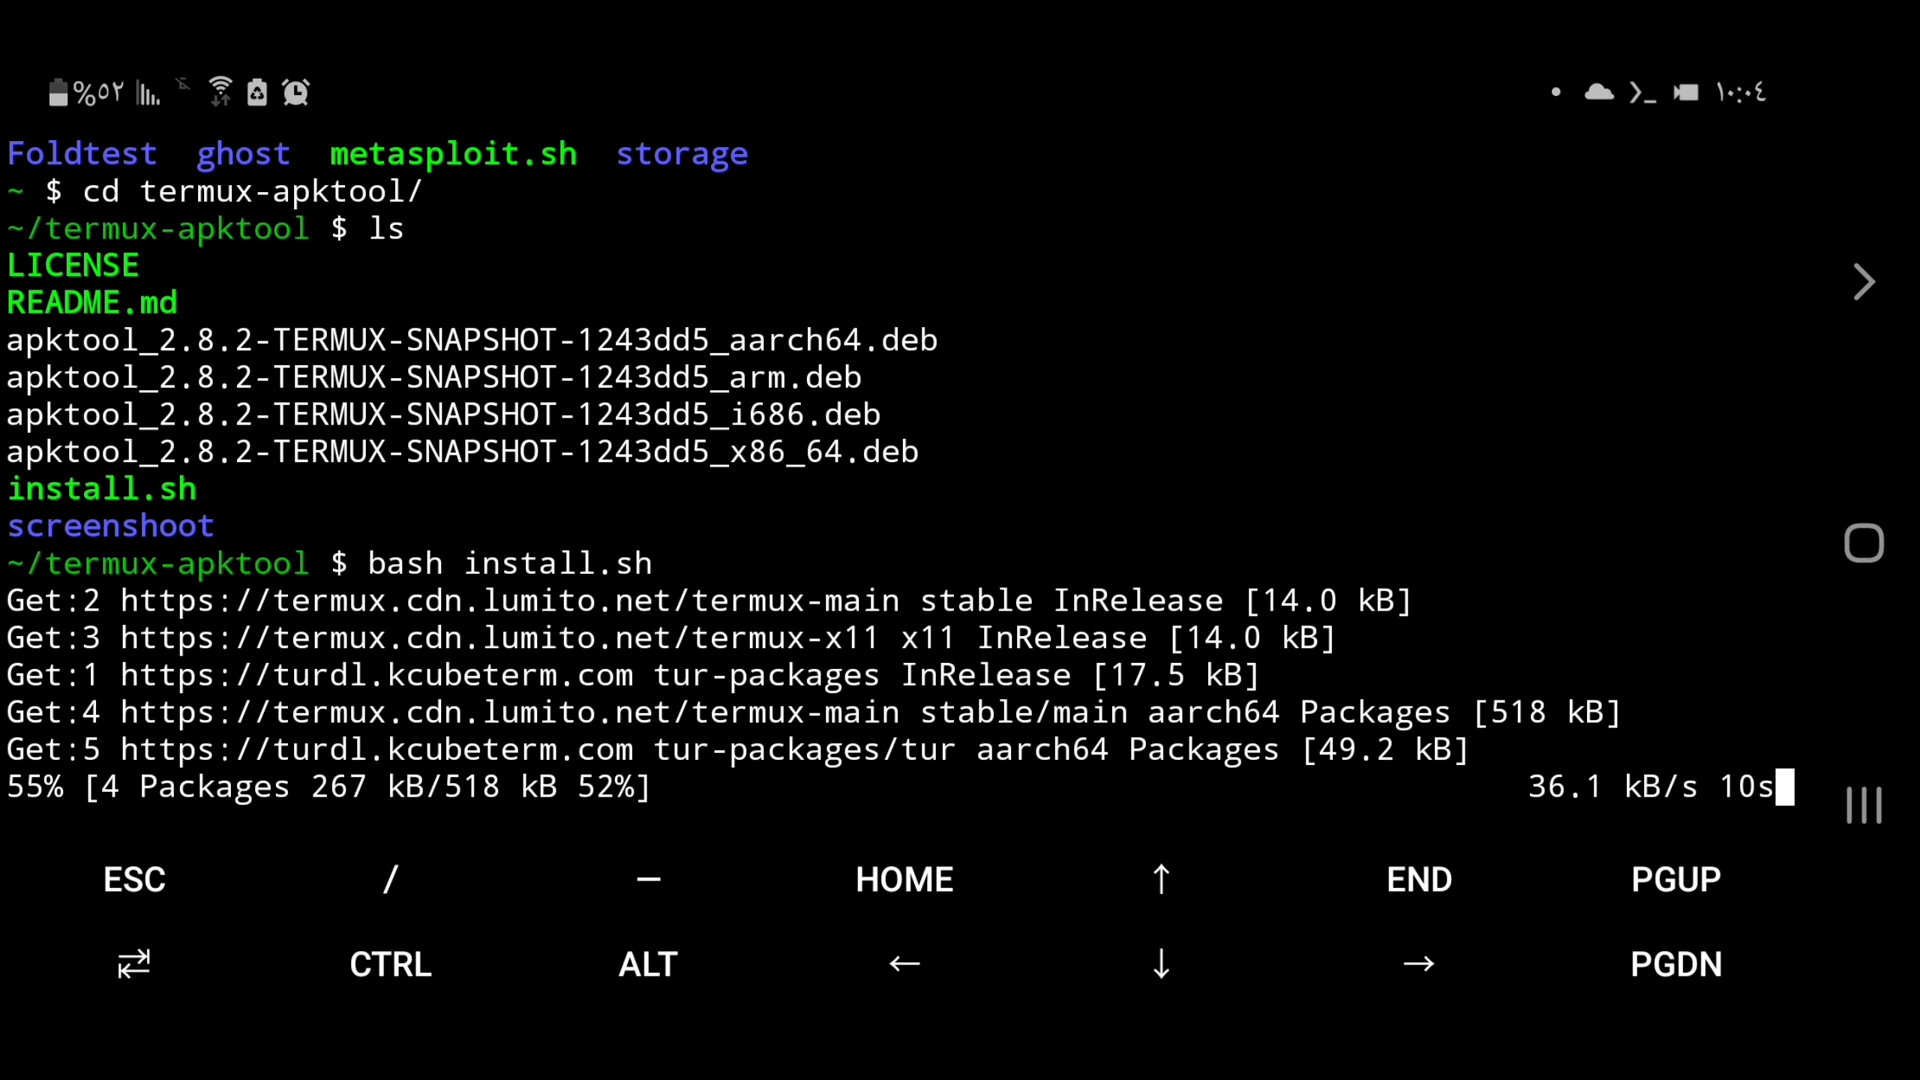 %٥٢ ١٠:٠٤
Foldtest ghost metasploit.sh storage
~ $ cd termux-apktool/
~/termux-apktool $ ls
LICENSE
README.md
apktool_2.8.2-TERMUX-SNAPSHOT-1243dd5_aarch64.deb
apktool_2.8.2-TERMUX-SNAPSHOT-1243dd5_arm.deb
apktool_2.8.2-TERMUX-SNAPSHOT-1243dd5_i686.deb
apktool_2.8.2-TERMUX-SNAPSHOT-1243dd5_x86_64.deb
install.sh
screenshoot
~/termux-apktool $ bash install.sh
Get:2 https://termux.cdn.lumito.net/termux-main stable InRelease [14.0 kB]
Get:3 https://termux.cdn.lumito.net/termux-x11 x11 InRelease [14.0 kB]
Get:1 https://turdl.kcubeterm.com tur-packages InRelease [17.5 kB]
Get:4 https://termux.cdn.lumito.net/termux-main stable/main aarch64 Packages [518 kB]
Get:5 https://turdl.kcubeterm.com tur-packages/tur aarch64 Packages [49.2 kB]
55% [4 Packages 267 kB/518 kB 52%] 36.1 kB/s 10s
ESC / — HOME ↑ END PGUP
⇄ CTRL ALT ← ↓ → PGDN